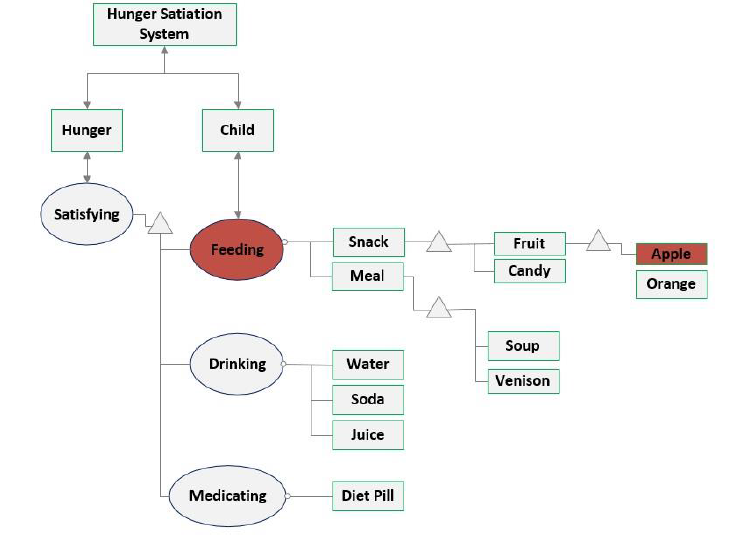 Hunger Satiation
System
Hunger
Child
Satisfying
Feeding
Snack
Meal
Fruit
Candy
Apple
Orange
Soup
Venison
Drinking
Water
Soda
Juice
Medicating
Diet Pill